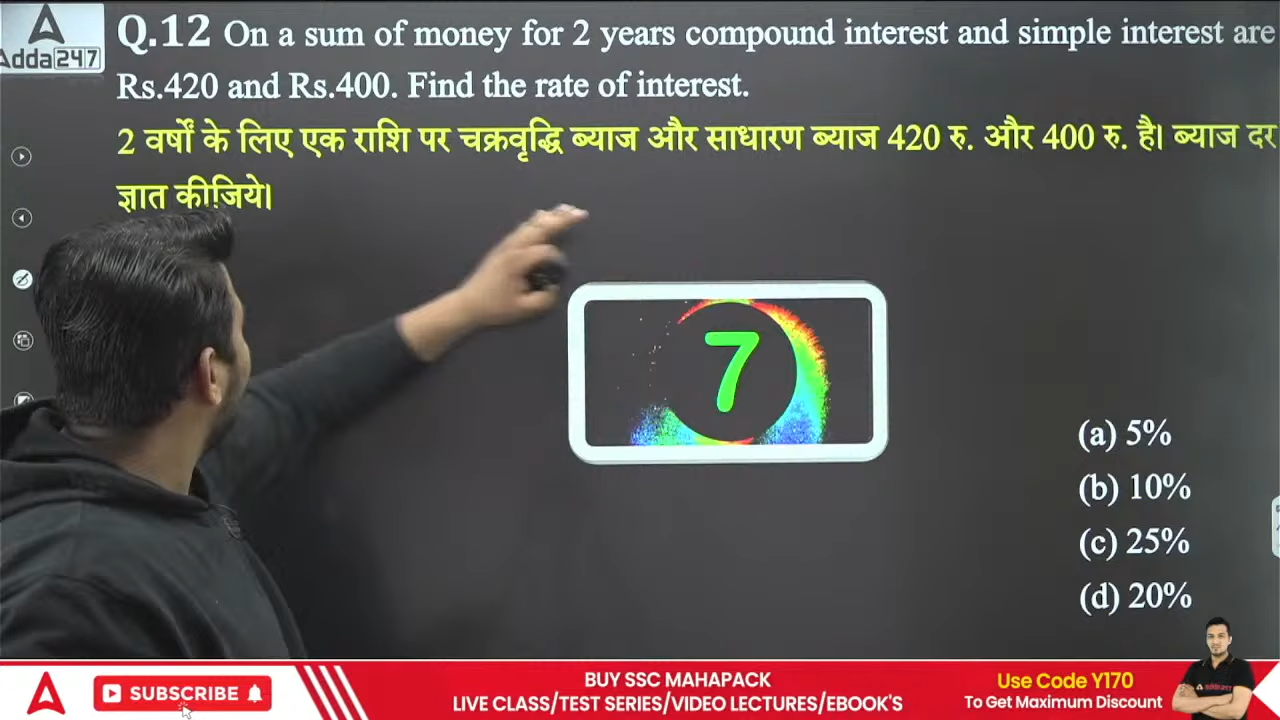 Adda247
Q.12 On a sum of money for 2 years compound interest and simple interest are
Rs.420 and Rs.400. Find the rate of interest.
2 वर्षों के लिए एक राशि पर चक्रवृद्धि ब्याज और साधारण ब्याज 420 रु. और 400 रु. है। ब्याज दर
ज्ञात कीजिये।
7
(a) 5%
(b) 10%
(c) 25%
(d) 20%
SUBSCRIBE
BUY SSC MAHAPACK
LIVE CLASS/TEST SERIES/VIDEO LECTURES/EBOOK'S
Use Code Y170
To Get Maximum Discount